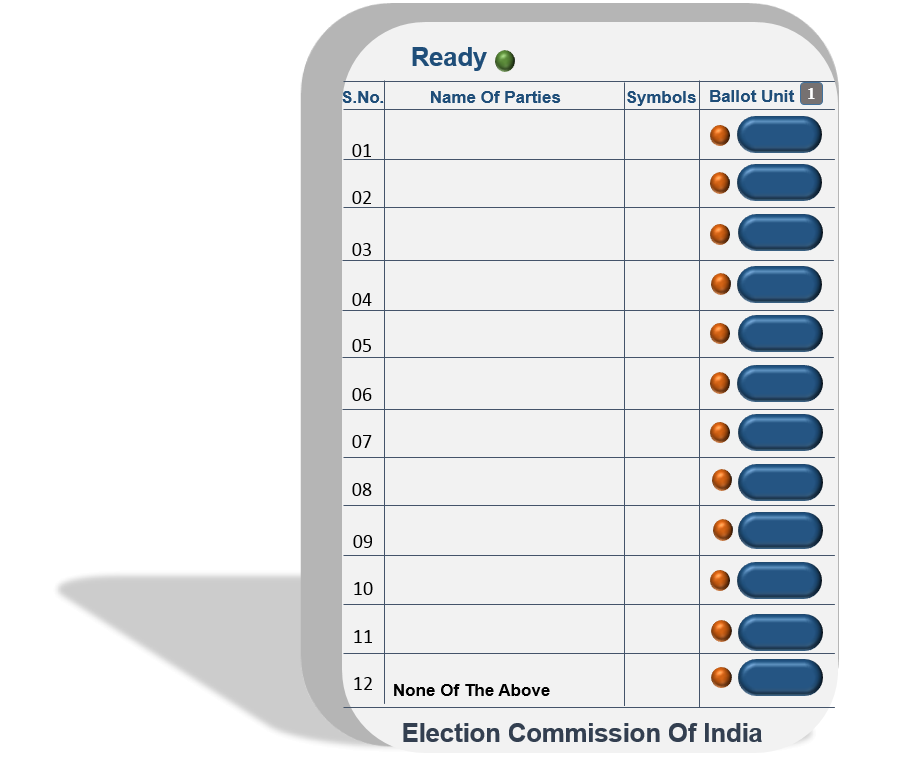 Ready
S.No. Name Of Parties Symbols Ballot Unit 1
01
02
03
04
05
06
07
08
09
10
11
12 None Of The Above
Election Commission Of India